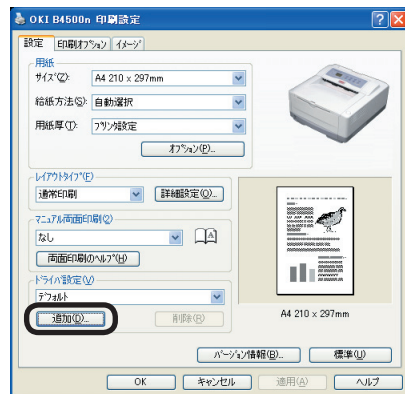 OKI B4500n 印刷設定
設定 印刷ｵﾌﾟｼｮﾝ ｲﾒｰｼﾞ
用紙
ｻｲｽﾞ(Z): A4 210 x 297mm
給紙方法(S): 自動選択
用紙厚(T): ﾌﾟﾘﾝﾀ設定
ｵﾌﾟｼｮﾝ(P)...
ﾚｲｱｳﾄﾀｲﾌﾟ(F)
通常印刷 詳細設定(O)...
ﾏﾆｭｱﾙ両面印刷(2)
なし
両面印刷のﾍﾙﾌﾟ(H)
ﾄﾞﾗｲﾊﾞ設定(V)
ﾃﾞﾌｫﾙﾄ
追加(D)... 削除(R)
A4 210 x 297mm
ﾊﾞｰｼﾞｮﾝ情報(B)... 標準(U)
OK ｷｬﾝｾﾙ 適用(A) ﾍﾙﾌﾟ